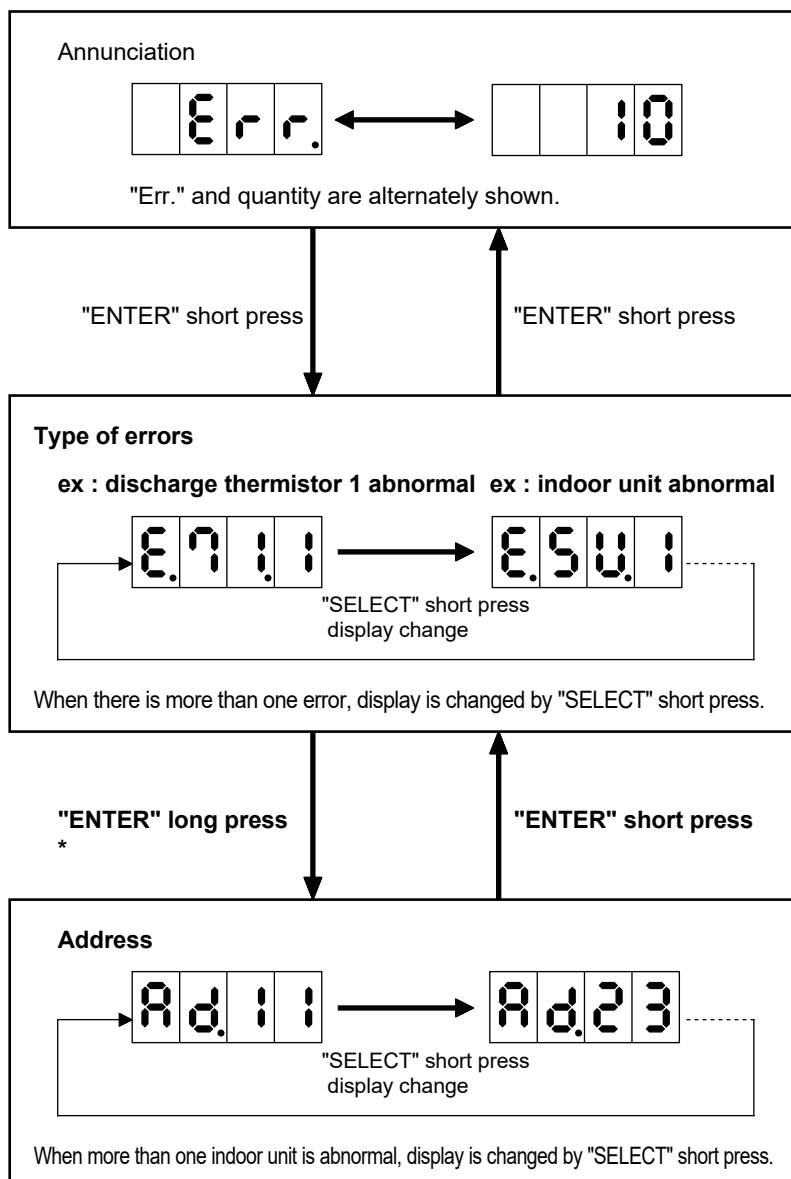 Annunciation
Err. 10
"Err." and quantity are alternately shown.
"ENTER" short press "ENTER" short press
Type of errors
ex : discharge thermistor 1 abnormal ex : indoor unit abnormal
E.71.1 E.5U.1
"SELECT" short press
display change
When there is more than one error, display is changed by "SELECT" short press.
"ENTER" long press "ENTER" short press
*
Address
Ad.11 Ad.23
"SELECT" short press
display change
When more than one indoor unit is abnormal, display is changed by "SELECT" short press.